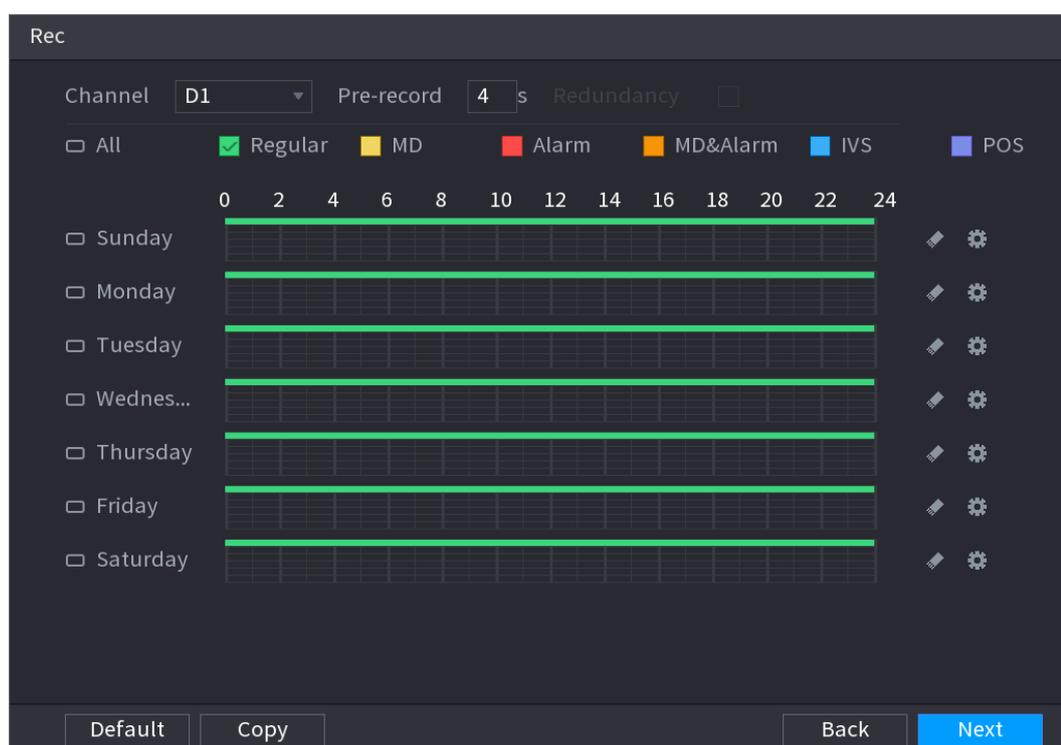 Rec
Channel D1 Pre-record 4 s Redundancy
All Regular MD Alarm MD&Alarm IVS POS
0 2 4 6 8 10 12 14 16 18 20 22 24
Sunday
Monday
Tuesday
Wednes...
Thursday
Friday
Saturday
Default Copy Back Next